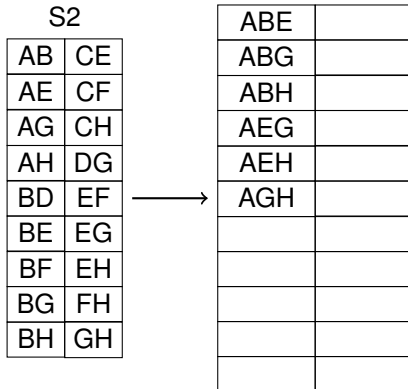 S2
AB CE
AE CF
AG CH
AH DG
BD EF
BE EG
BF EH
BG FH
BH GH
ABE
ABG
ABH
AEG
AEH
AGH